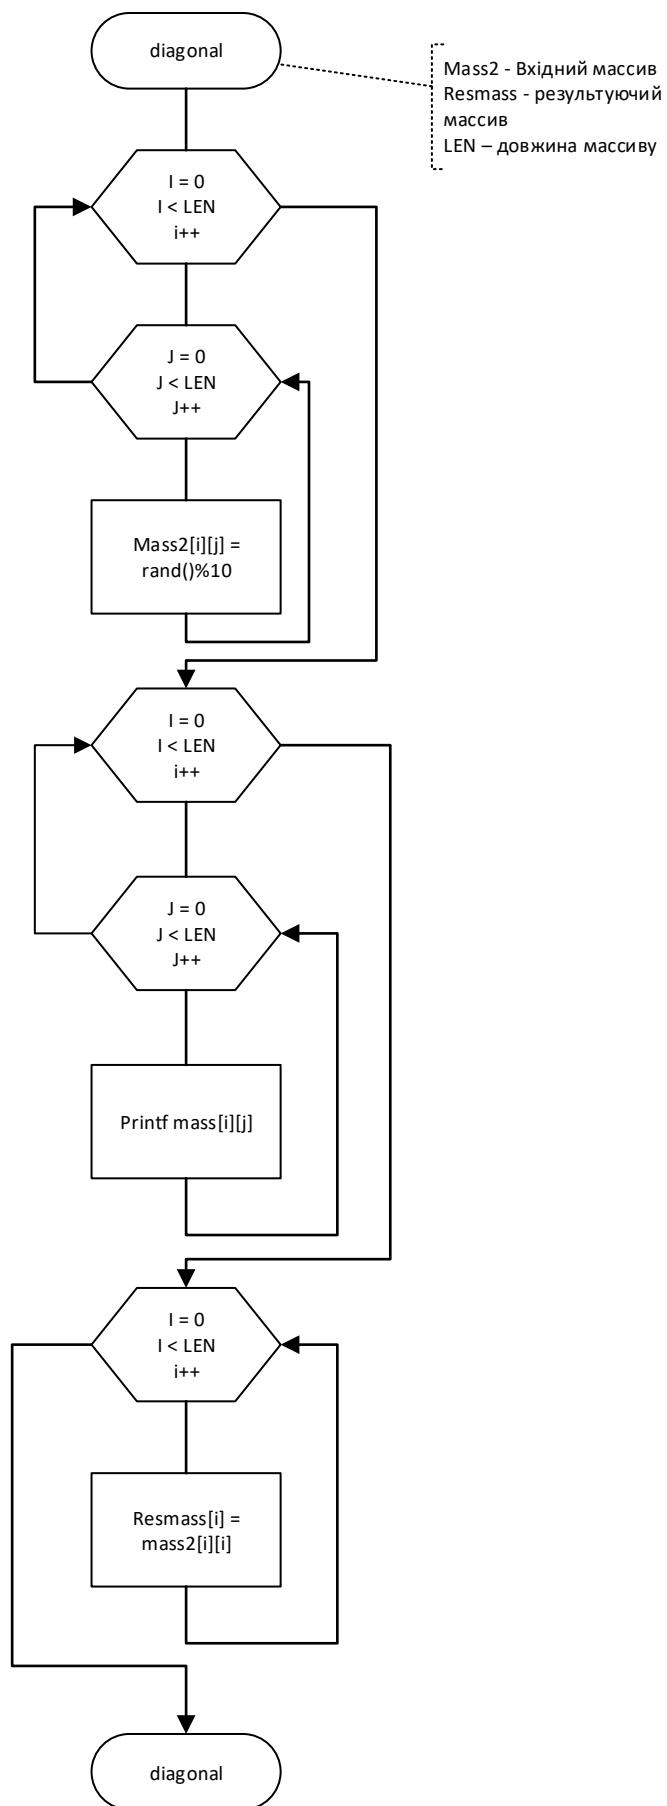 diagonal
Mass2 - Вхідний массив
Resmass - результуючий
массив
LEN – довжина массиву
I = 0
I < LEN
i++
J = 0
J < LEN
J++
Mass2[i][j] =
rand()%10
I = 0
I < LEN
i++
J = 0
J < LEN
J++
Printf mass[i][j]
I = 0
I < LEN
i++
Resmass[i] =
mass2[i][i]
diagonal